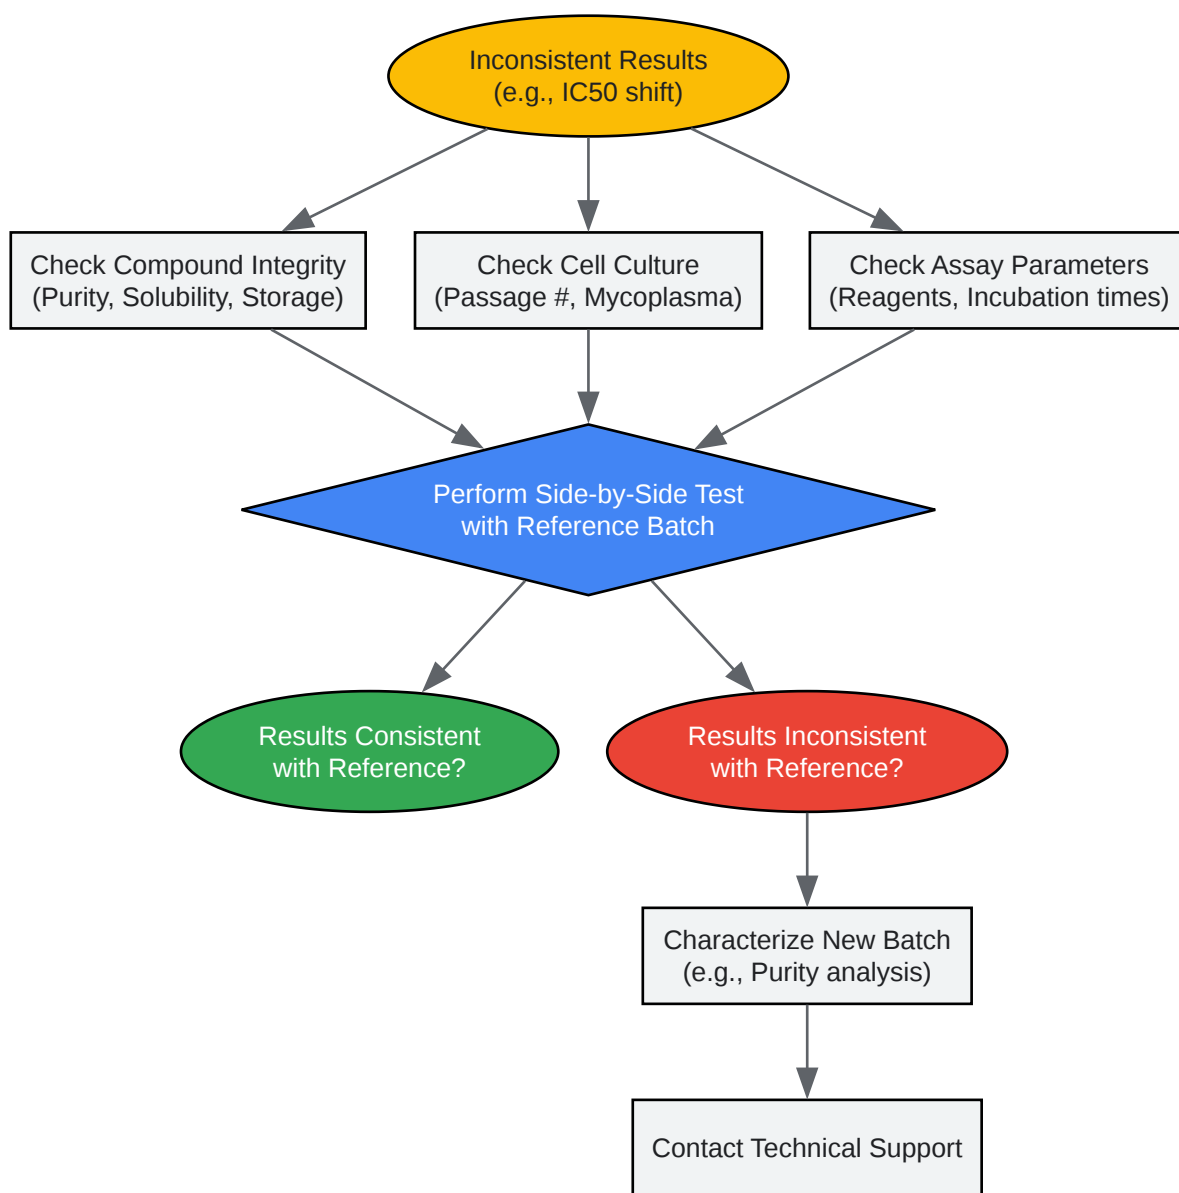 Inconsistent Results
(e.g., IC50 shift)
Check Compound Integrity
(Purity, Solubility, Storage)
Check Cell Culture
(Passage #, Mycoplasma)
Check Assay Parameters
(Reagents, Incubation times)
Perform Side-by-Side Test
with Reference Batch
Results Consistent
with Reference?
Results Inconsistent
with Reference?
Characterize New Batch
(e.g., Purity analysis)
Contact Technical Support